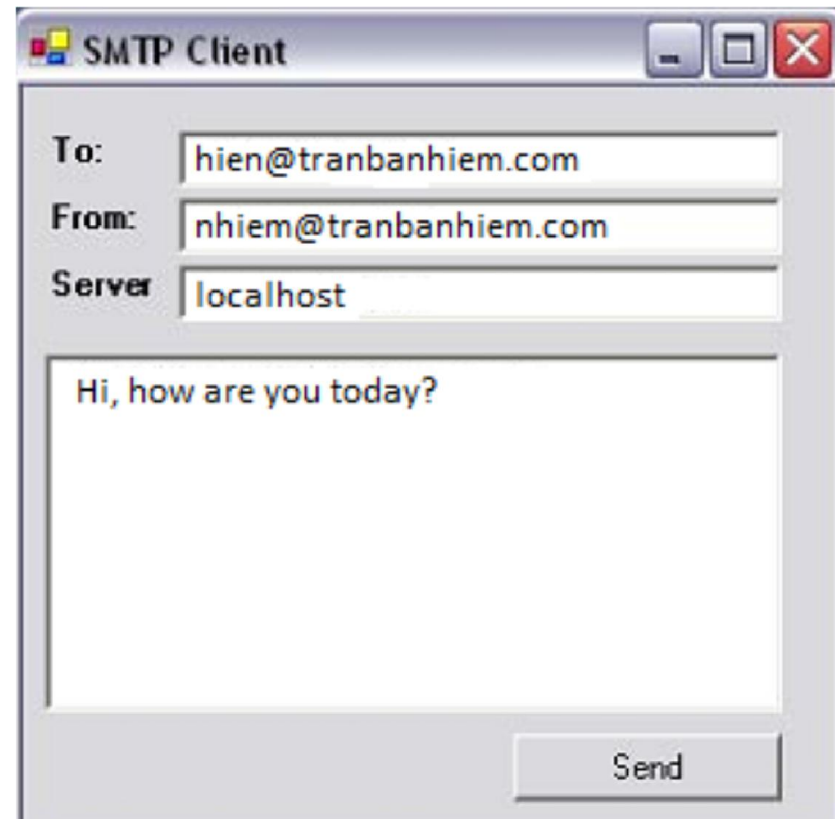 SMTP Client
To: hien@tranbanhiem.com
From: nhiem@tranbanhiem.com
Server localhost
Hi, how are you today?
Send